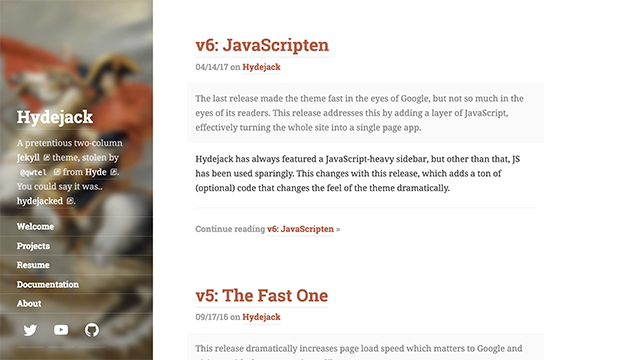 Hydejack
A pretentious two-column
Jekyll theme, stolen by
@qwtel from Hyde.
You could say it was..
hydejacked.
Welcome
Projects
Resume
Documentation
About
v6: JavaScripten
04/14/17 on Hydejack
The last release made the theme fast in the eyes of Google, but not so much in the
eyes of its readers. This release addresses this by adding a layer of JavaScript,
effectively turning the whole site into a single page app.
Hydejack has always featured a JavaScript-heavy sidebar, but other than that, JS
has been used sparingly. This changes with this release, which adds a ton of
(optional) code that changes the feel of the theme dramatically.
Continue reading v6: JavaScripten »
v5: The Fast One
09/17/16 on Hydejack
This release dramatically increases page load speed which matters to Google and